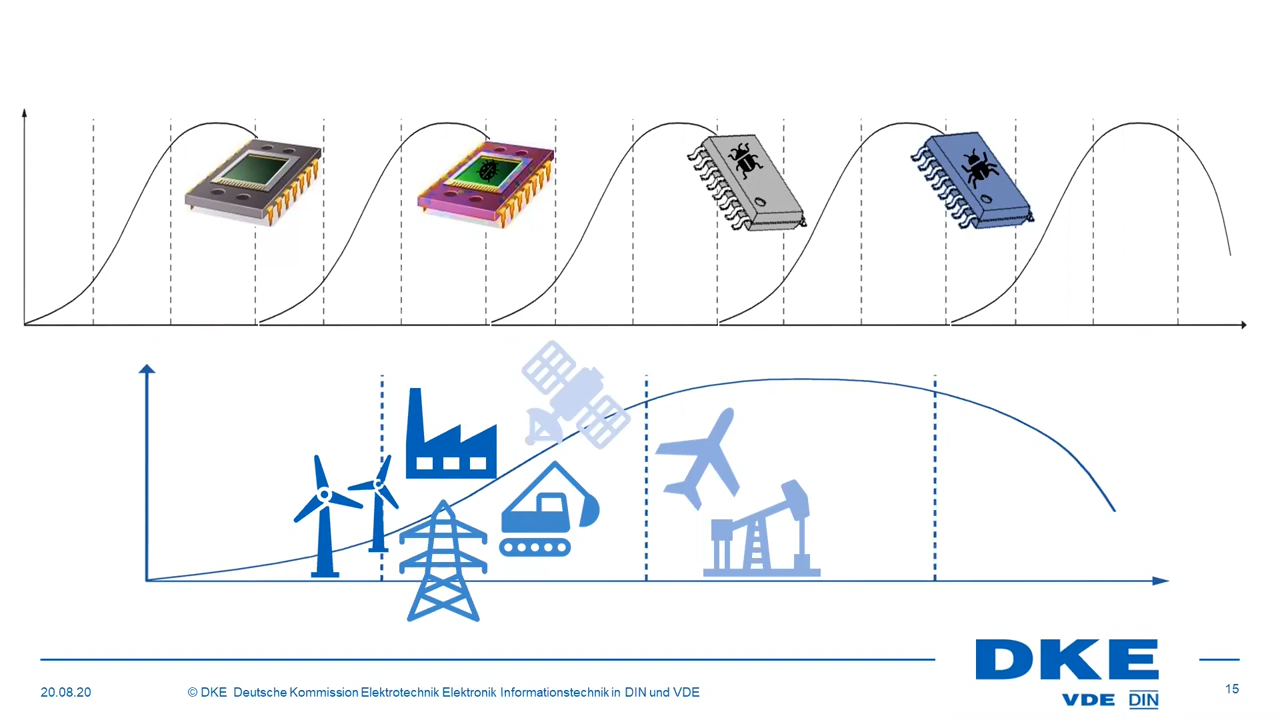 DKE
VDE DIN
20.08.20
© DKE Deutsche Kommission Elektrotechnik Elektronik Informationstechnik in DIN und VDE
15